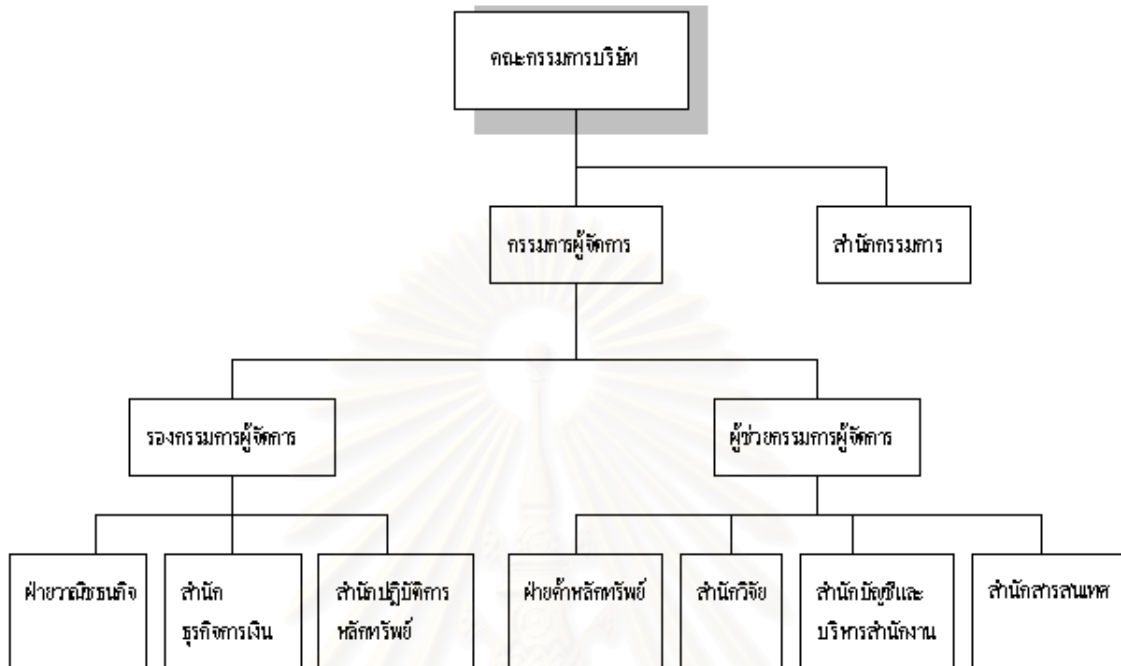 คณะกรรมการบริษัท
กรรมการผู้จัดการ
สำนักกรรมการ
รองกรรมการผู้จัดการ
ผู้ช่วยกรรมการผู้จัดการ
ฝ่ายวาณิชธนกิจ
สำนัก
ธุรกิจการเงิน
สำนักปฏิบัติการ
หลักทรัพย์
ฝ่ายค้าหลักทรัพย์
สำนักวิจัย
สำนักบัญชีและ
บริหารสำนักงาน
สำนักสารสนเทศ